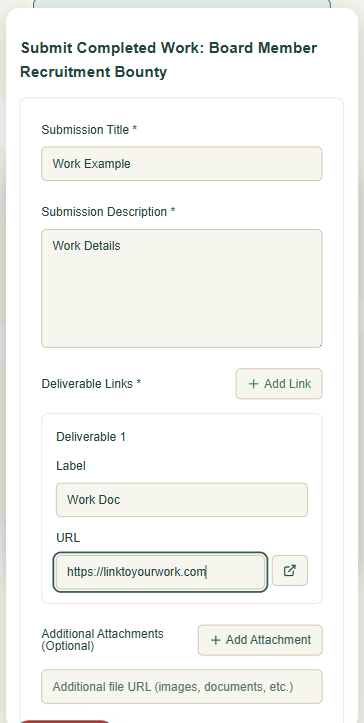 Submit Completed Work: Board Member
Recruitment Bounty
Submission Title *
Work Example
Submission Description *
Work Details
Deliverable Links *
+ Add Link
Deliverable 1
Label
Work Doc
URL
https://linktoyourwork.com
Additional Attachments
(Optional)
+ Add Attachment
Additional file URL (images, documents, etc.)